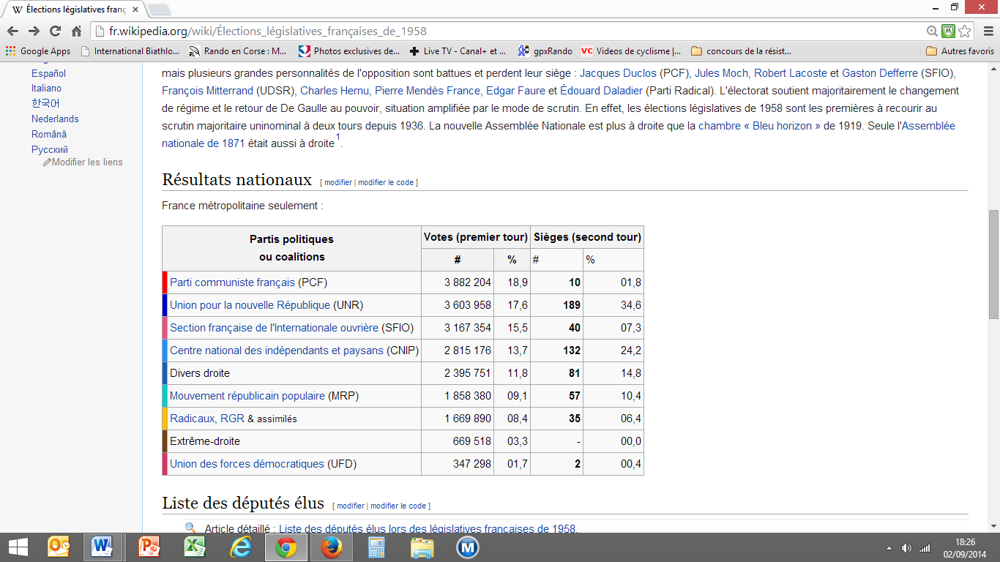 Élections législatives franç
fr.wikipedia.org/wiki/Élections_législatives_françaises_de_1958
Google Apps International Biathlo... Rando en Corse : M... Photos exclusives de... Live TV - Canal+ et ... gpxRando Videos de cyclisme |... concours de la résist... Autres favoris
Español
Italiano
한국어
Nederlands
Română
Русский
Modifier les liens
mais plusieurs grandes personnalités de l'opposition sont battues et perdent leur siège : Jacques Duclos (PCF), Jules Moch, Robert Lacoste et Gaston Defferre (SFIO),
François Mitterrand (UDSR), Charles Hernu, Pierre Mendès France, Edgar Faure et Édouard Daladier (Parti Radical). L'électorat soutient majoritairement le changement
de régime et le retour de De Gaulle au pouvoir, situation amplifiée par le mode de scrutin. En effet, les élections législatives de 1958 sont les premières à recourir au
scrutin majoritaire uninominal à deux tours depuis 1936. La nouvelle Assemblée Nationale est plus à droite que la chambre « Bleu horizon » de 1919. Seule l'Assemblée
nationale de 1871 était aussi à droite1.
Résultats nationaux [ modifier | modifier le code ]
France métropolitaine seulement :
Partis politiques
ou coalitions
Votes (premier tour) Sièges (second tour)
# % # %
Parti communiste français (PCF) 3 882 204 18,9 10 01,8
Union pour la nouvelle République (UNR) 3 603 958 17,6 189 34,6
Section française de l'Internationale ouvrière (SFIO) 3 167 354 15,5 40 07,3
Centre national des indépendants et paysans (CNIP) 2 815 176 13,7 132 24,2
Divers droite 2 395 751 11,8 81 14,8
Mouvement républicain populaire (MRP) 1 858 380 09,1 57 10,4
Radicaux, RGR & assimilés 1 669 890 08,4 35 06,4
Extrême-droite 669 518 03,3 - 00,0
Union des forces démocratiques (UFD) 347 298 01,7 2 00,4
Liste des députés élus [ modifier | modifier le code ]
Article détaillé : Liste des députés élus lors des législatives françaises de 1958.
18:26
02/09/2014